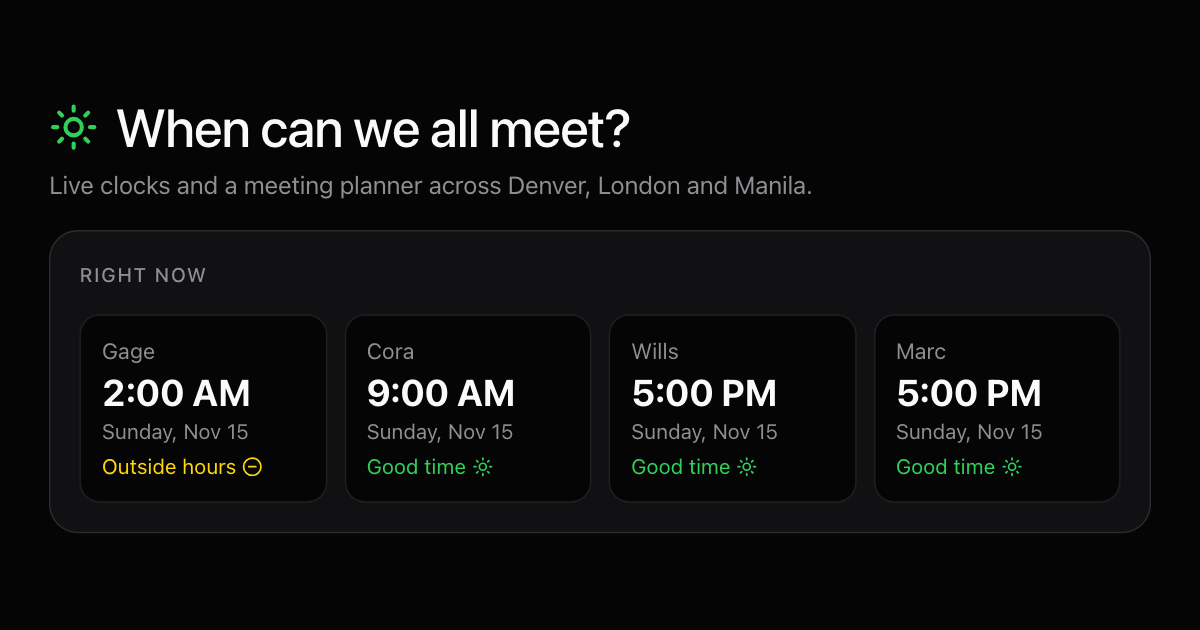 When can we all meet?
Live clocks and a meeting planner across Denver, London and Manila.
RIGHT NOW
Gage
2:00 AM
Sunday, Nov 15
Outside hours
Cora
9:00 AM
Sunday, Nov 15
Good time
Wills
5:00 PM
Sunday, Nov 15
Good time
Marc
5:00 PM
Sunday, Nov 15
Good time